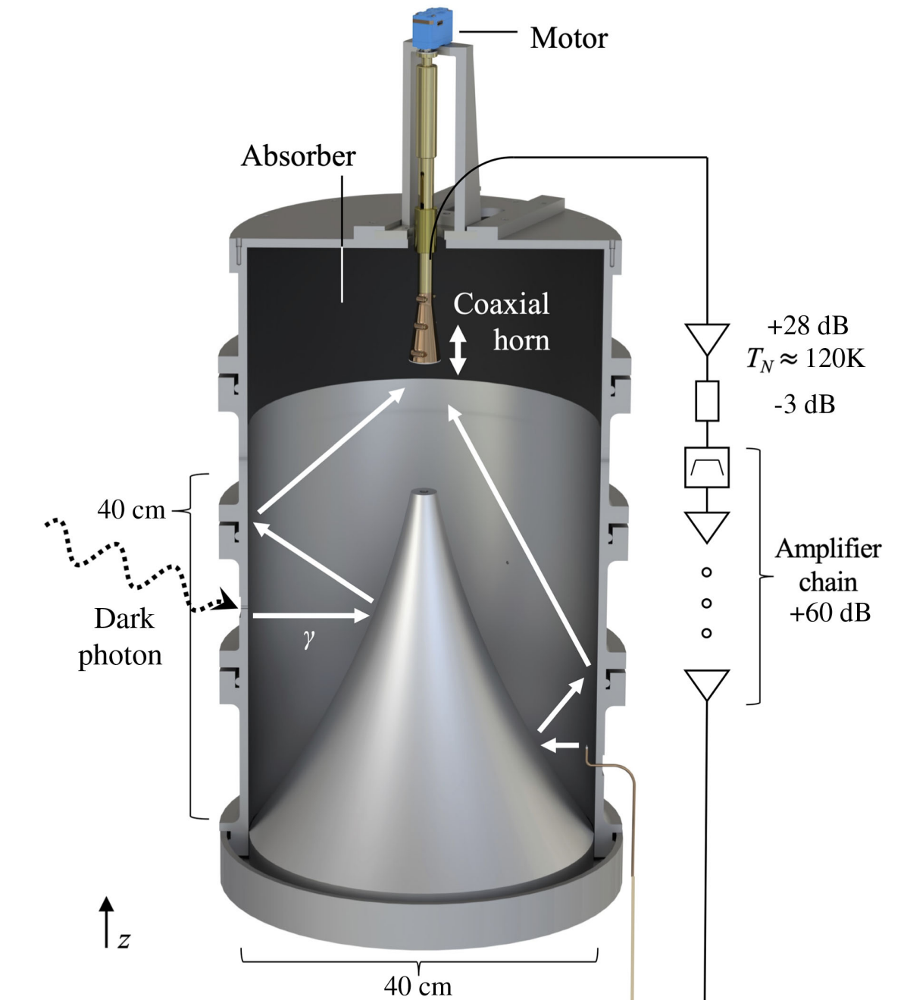 Motor
Absorber
Coaxial
horn
+28 dB
T_N ≈ 120K
-3 dB
40 cm
Amplifier
chain
+60 dB
Dark
photon
γ
z
40 cm